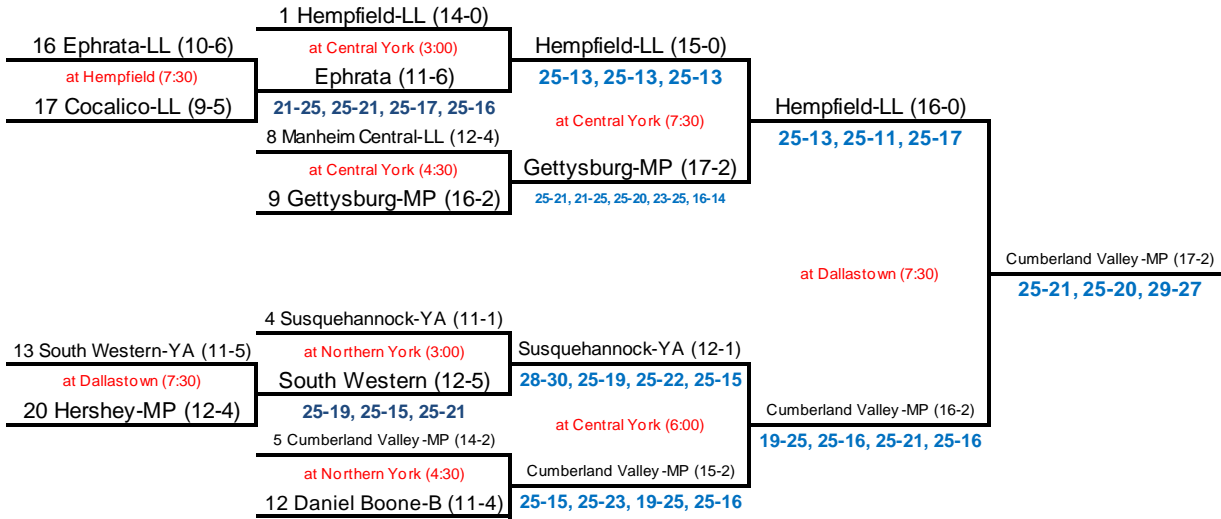 1 Hempfield-LL (14-0)
16 Ephrata-LL (10-6)
at Central York (3:00)
Hempfield-LL (15-0)
at Hempfield (7:30)
Ephrata (11-6)
25-13, 25-13, 25-13
17 Cocalico-LL (9-5)
21-25, 25-21, 25-17, 25-16
Hempfield-LL (16-0)
8 Manheim Central-LL (12-4)
at Central York (7:30)
25-13, 25-11, 25-17
at Central York (4:30)
Gettysburg-MP (17-2)
9 Gettysburg-MP (16-2)
25-21, 21-25, 25-20, 23-25, 16-14
at Dallastown (7:30)
Cumberland Valley-MP (17-2)
25-21, 25-20, 29-27
4 Susquehannock-YA (11-1)
13 South Western-YA (11-5)
at Northern York (3:00)
Susquehannock-YA (12-1)
at Dallastown (7:30)
South Western (12-5)
28-30, 25-19, 25-22, 25-15
20 Hershey-MP (12-4)
25-19, 25-15, 25-21
at Central York (6:00)
Cumberland Valley-MP (16-2)
5 Cumberland Valley-MP (14-2)
19-25, 25-16, 25-21, 25-16
at Northern York (4:30)
Cumberland Valley-MP (15-2)
12 Daniel Boone-B (11-4)
25-15, 25-23, 19-25, 25-16